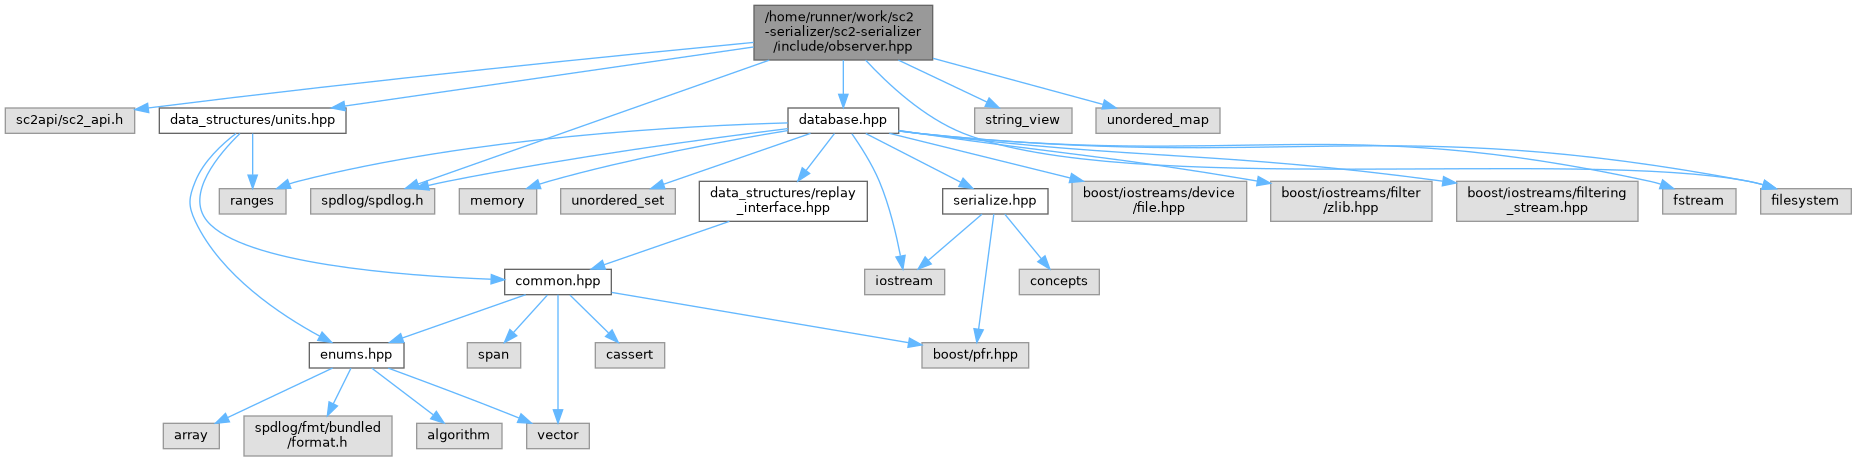 /home/runner/work/sc2
-serializer/sc2-serializer
/include/observer.hpp
sc2api/sc2_api.h
data_structures/units.hpp
database.hpp
string_view
unordered_map
ranges
spdlog/spdlog.h
memory
unordered_set
data_structures/replay
_interface.hpp
serialize.hpp
boost/iostreams/device
/file.hpp
boost/iostreams/filter
/zlib.hpp
boost/iostreams/filtering
_stream.hpp
fstream
filesystem
common.hpp
iostream
concepts
enums.hpp
span
cassert
boost/pfr.hpp
array
spdlog/fmt/bundled
/format.h
algorithm
vector